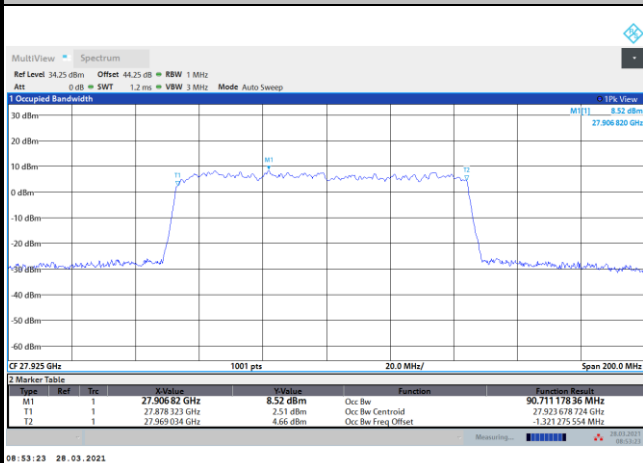 MultiView Spectrum
Ref Level 34.25 dBm Offset 44.25 dB RBW 1 MHz
Att 0 dB SWT 1.2 ms VBW 3 MHz Mode Auto Sweep
1 Occupied Bandwidth 1Pk View
M1[1] 8.52 dBm
27.906 820 GHz
30 dBm
20 dBm
M1
10 dBm
T1 T2
0 dBm
-10 dBm
-20 dBm
-30 dBm
-40 dBm
-50 dBm
-60 dBm
CF 27.925 GHz 1001 pts 20.0 MHz/ Span 200.0 MHz
2 Marker Table
Type Ref Trc X-Value Y-Value Function Function Result
M1 1 27.906 82 GHz 8.52 dBm Occ Bw 90.711 178 36 MHz
T1 1 27.878 323 GHz 2.51 dBm Occ Bw Centroid 27.923 678 724 GHz
T2 1 27.969 034 GHz 4.66 dBm Occ Bw Freq Offset -1.321 275 554 MHz
Measuring... 28.03.2021
08:53:23
08:53:23 28.03.2021